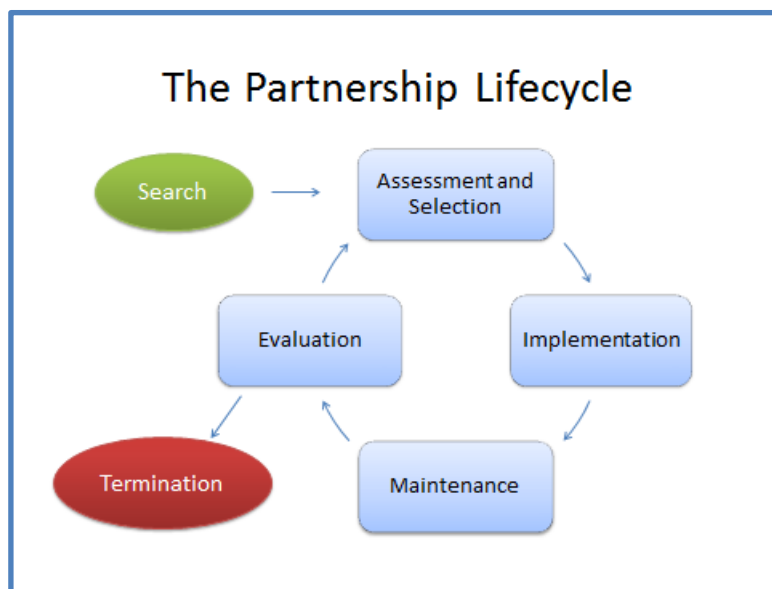 The Partnership Lifecycle
Search
Assessment and
Selection
Evaluation
Implementation
Termination
Maintenance